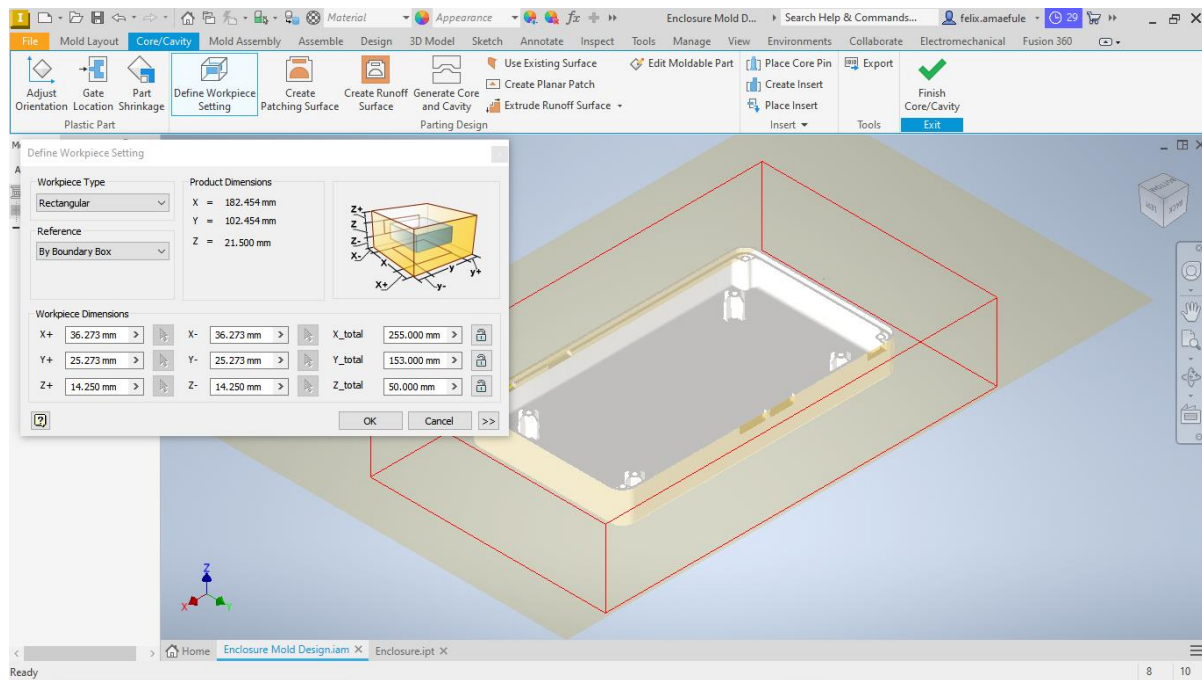 Material
Appearance
Enclosure Mold D...
Search Help & Commands...
felix.amaefule
29
File Mold Layout Core/Cavity Mold Assembly Assemble Design 3D Model Sketch Annotate Inspect Tools Manage View Environments Collaborate Electromechanical Fusion 360
Adjust Orientation
Gate Location
Part Shrinkage
Define Workpiece Setting
Create Patching Surface
Create Runoff Surface
Generate Core and Cavity
Use Existing Surface
Create Planar Patch
Extrude Runoff Surface
Edit Moldable Part
Place Core Pin
Create Insert
Place Insert
Export
Finish Core/Cavity
Plastic Part
Parting Design
Insert
Tools
Exit
Define Workpiece Setting
Workpiece Type
Rectangular
Reference
By Boundary Box
Product Dimensions
X = 182.454 mm
Y = 102.454 mm
Z = 21.500 mm
Z+
Z
Z-
X-
X
X+
y
y+
y-
Workpiece Dimensions
X+ 36.273 mm X- 36.273 mm X_total 255.000 mm
Y+ 25.273 mm Y- 25.273 mm Y_total 153.000 mm
Z+ 14.250 mm Z- 14.250 mm Z_total 50.000 mm
OK Cancel >>
Z
X
Y
Home Enclosure Mold Design.iam Enclosure.ipt
Ready
8 10